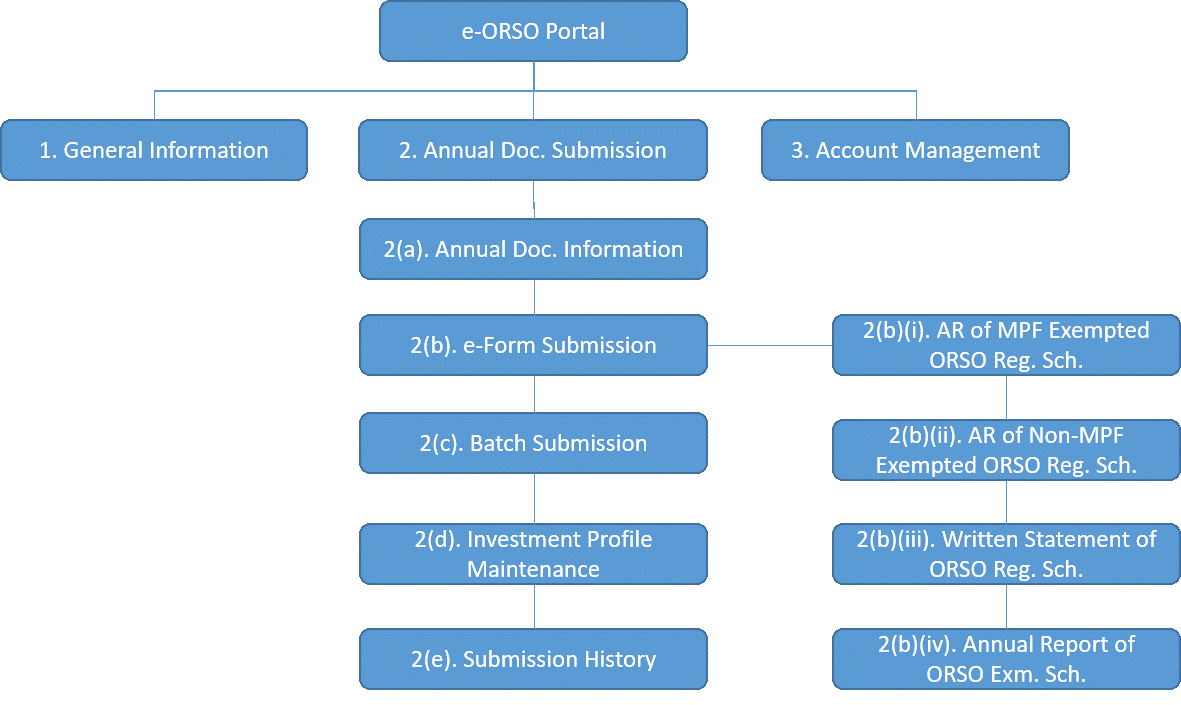 e-ORSO Portal
1. General Information
2. Annual Doc. Submission
3. Account Management
2(a). Annual Doc. Information
2(b). e-Form Submission
2(b)(i). AR of MPF Exempted
ORSO Reg. Sch.
2(c). Batch Submission
2(b)(ii). AR of Non-MPF
Exempted ORSO Reg. Sch.
2(d). Investment Profile
Maintenance
2(b)(iii). Written Statement of
ORSO Reg. Sch.
2(e). Submission History
2(b)(iv). Annual Report of
ORSO Exm. Sch.